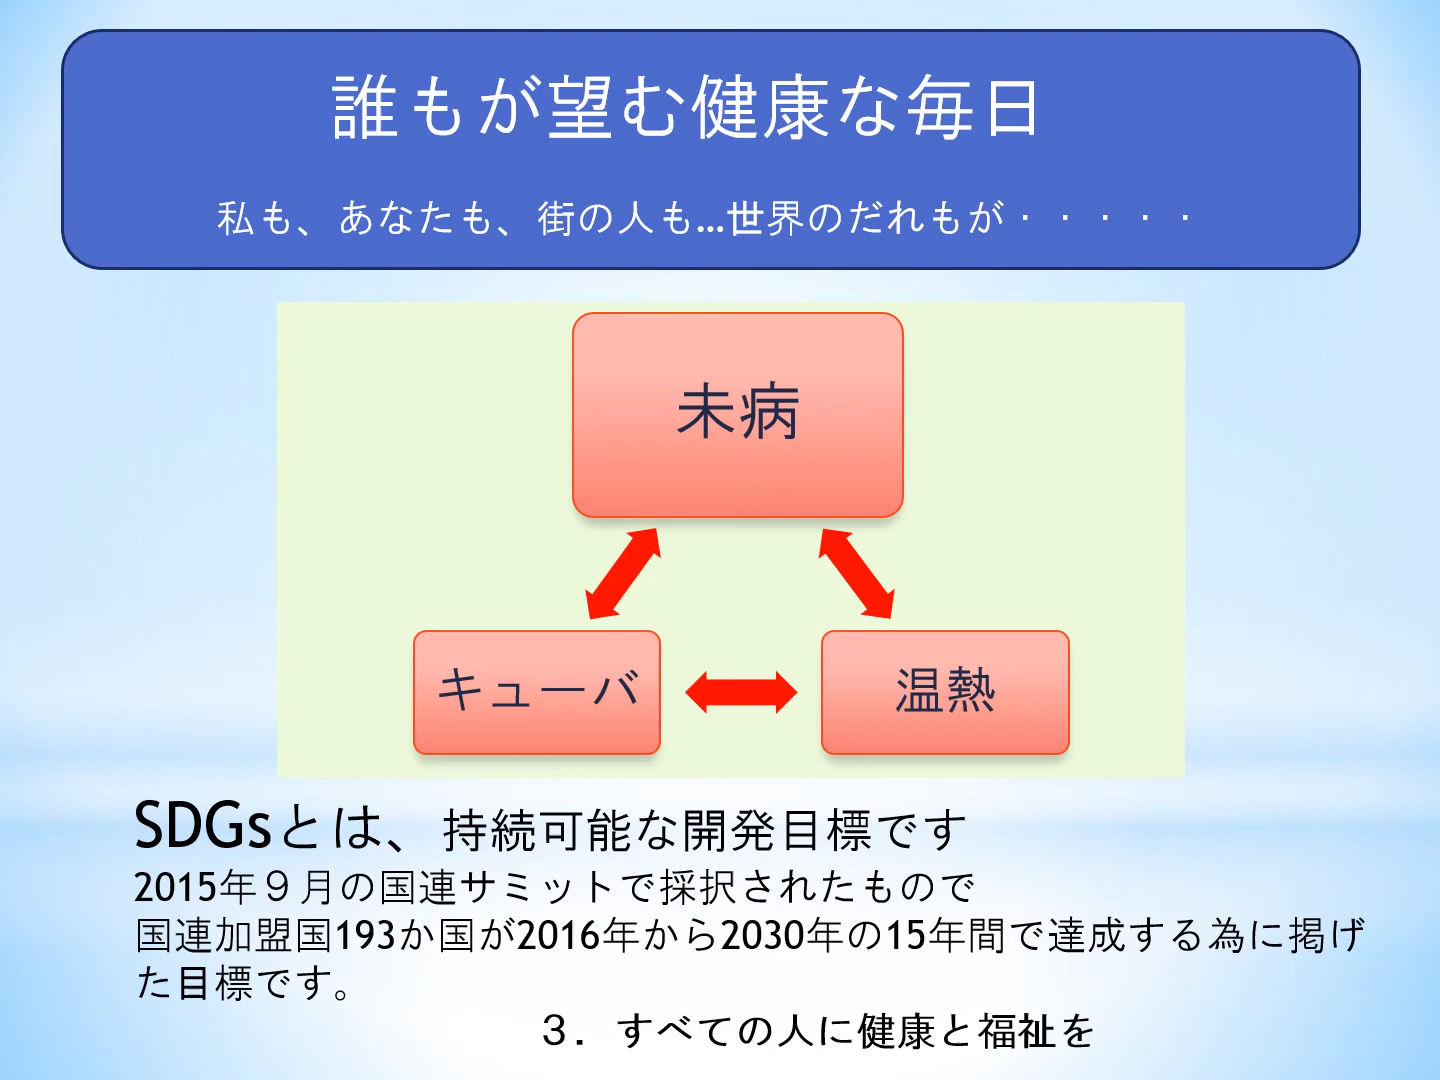 誰もが望む健康な毎日
私も、あなたも、街の人も…世界のだれもが・・・・・
未病
キューバ
温熱
SDGsとは、持続可能な開発目標です
2015年９月の国連サミットで採択されたもので
国連加盟国193か国が2016年から2030年の15年間で達成する為に掲げ
た目標です。
３．すべての人に健康と福祉を